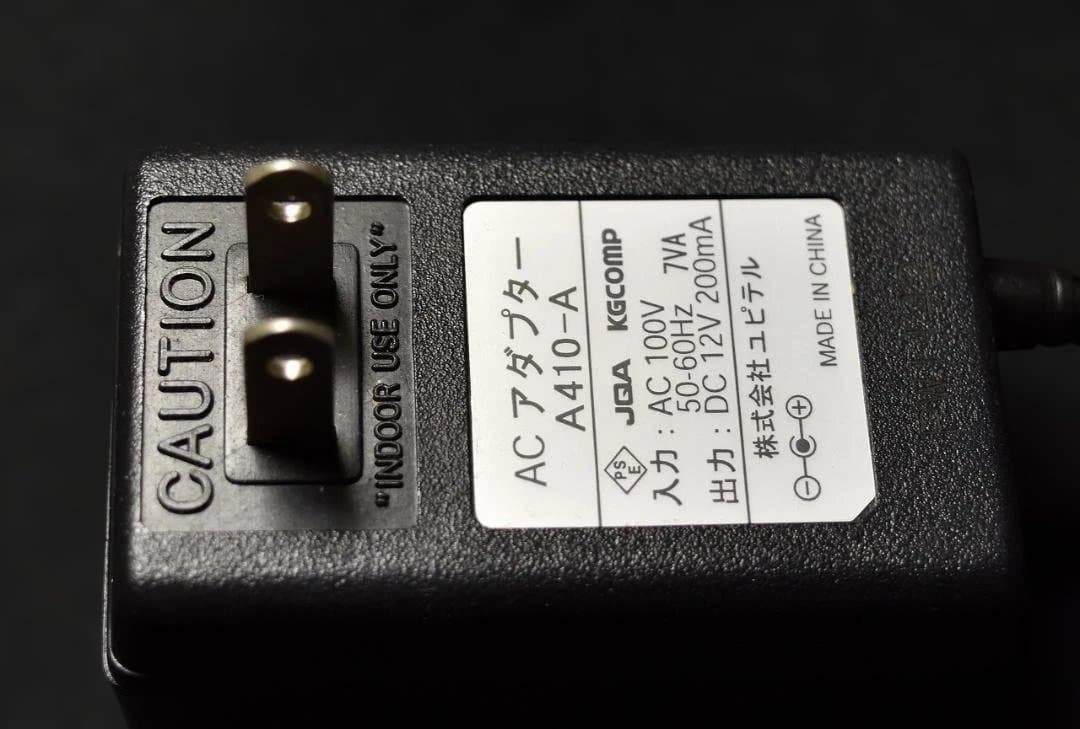 CAUTION
"INDOOR USE ONLY"
AC アダプター
A410-A
PSE JQA KGCOMP
入力 : AC 100V
50-60HZ 7VA
出力 : DC 12V 200mA
株式会社 ユピテル
MADE IN CHINA